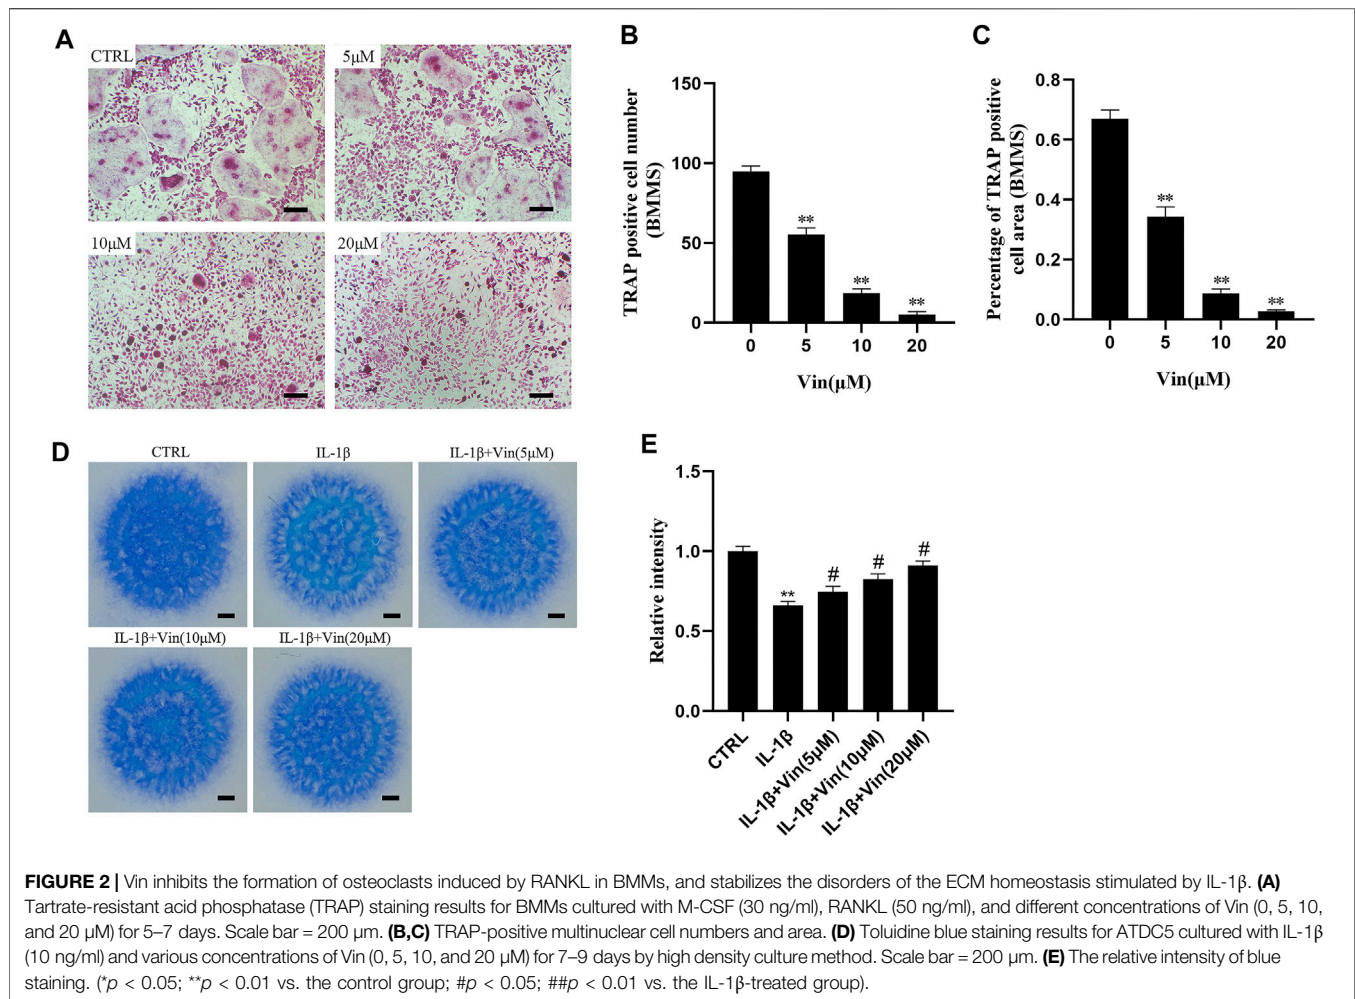 A
CTRL
5µM
10µM
20µM
B
TRAP positive cell number
(BMMS)
150
100
50
0
**
**
**
0 5 10 20
Vin(µM)
C
Percentage of TRAP positive
cell area (BMMS)
0.8
0.6
0.4
0.2
0.0
**
**
**
0 5 10 20
Vin(µM)
D
CTRL IL-1β IL-1β+Vin(5µM)
IL-1β+Vin(10µM) IL-1β+Vin(20µM)
E
Relative intensity
1.5
1.0
0.5
0.0
**
#
#
#
CTRL
IL-1β
IL-1β+Vin(5µM)
IL-1β+Vin(10µM)
IL-1β+Vin(20µM)
FIGURE 2 | Vin inhibits the formation of osteoclasts induced by RANKL in BMMs, and stabilizes the disorders of the ECM homeostasis stimulated by IL-1β. (A)
Tartrate-resistant acid phosphatase (TRAP) staining results for BMMs cultured with M-CSF (30 ng/ml), RANKL (50 ng/ml), and different concentrations of Vin (0, 5, 10,
and 20 µM) for 5–7 days. Scale bar = 200 µm. (B,C) TRAP-positive multinuclear cell numbers and area. (D) Toluidine blue staining results for ATDC5 cultured with IL-1β
(10 ng/ml) and various concentrations of Vin (0, 5, 10, and 20 µM) for 7–9 days by high density culture method. Scale bar = 200 µm. (E) The relative intensity of blue
staining. (*p < 0.05; **p < 0.01 vs. the control group; #p < 0.05; ##p < 0.01 vs. the IL-1β-treated group).